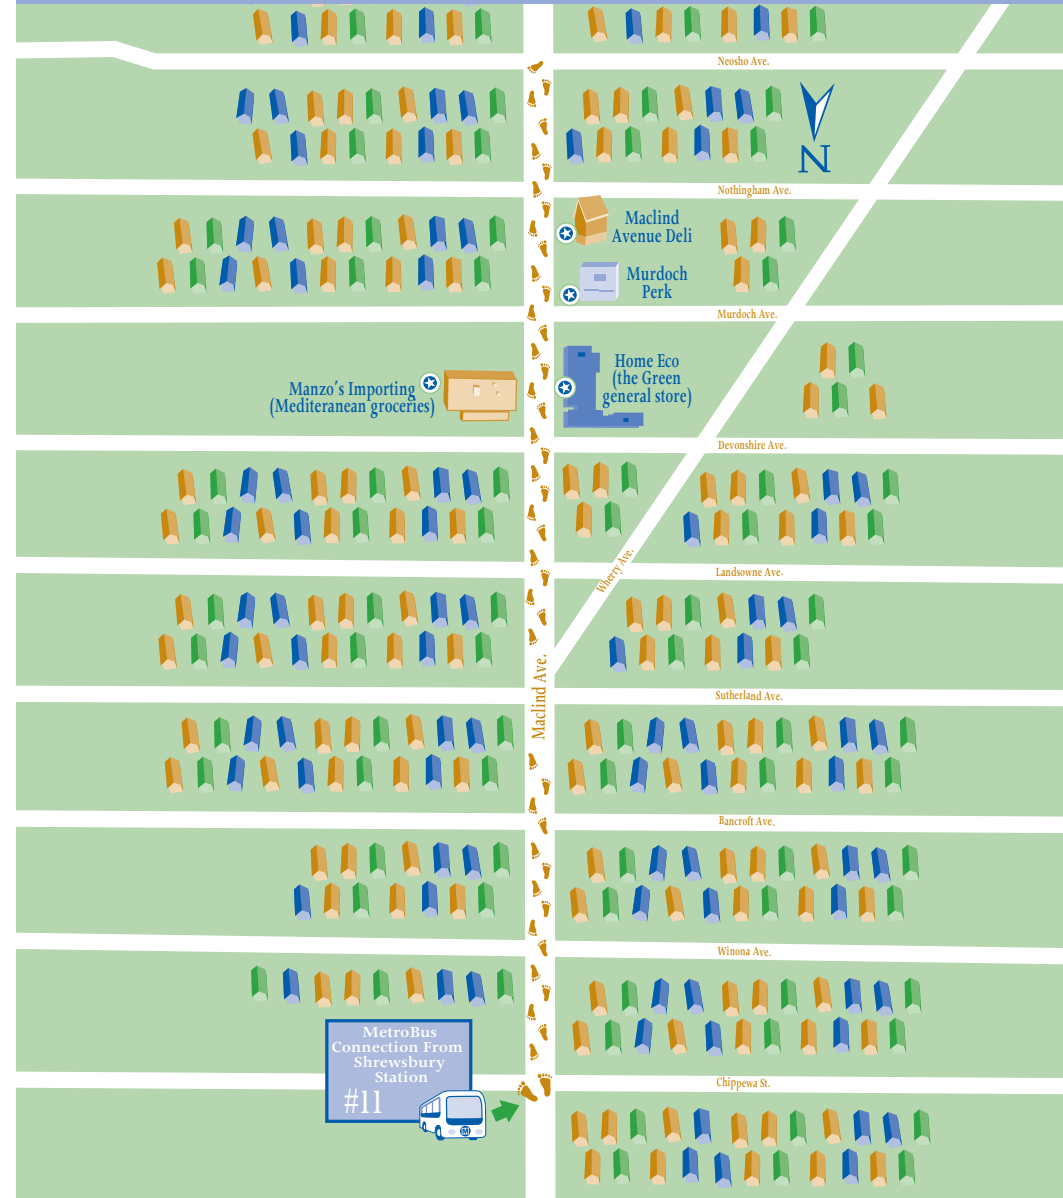 Neosho Ave.
N
Nothingham Ave.
Maclind
Avenue Deli
Murdoch
Perk
Murdoch Ave.
Home Eco
(the Green
general store)
Manzo's Importing
(Mediteranean groceries)
Devonshire Ave.
Wherry Ave.
Landsowne Ave.
Maclind Ave.
Sutherland Ave.
Bancroft Ave.
Winona Ave.
MetroBus
Connection From
Shrewsbury
Station
#11
M
Chippewa St.